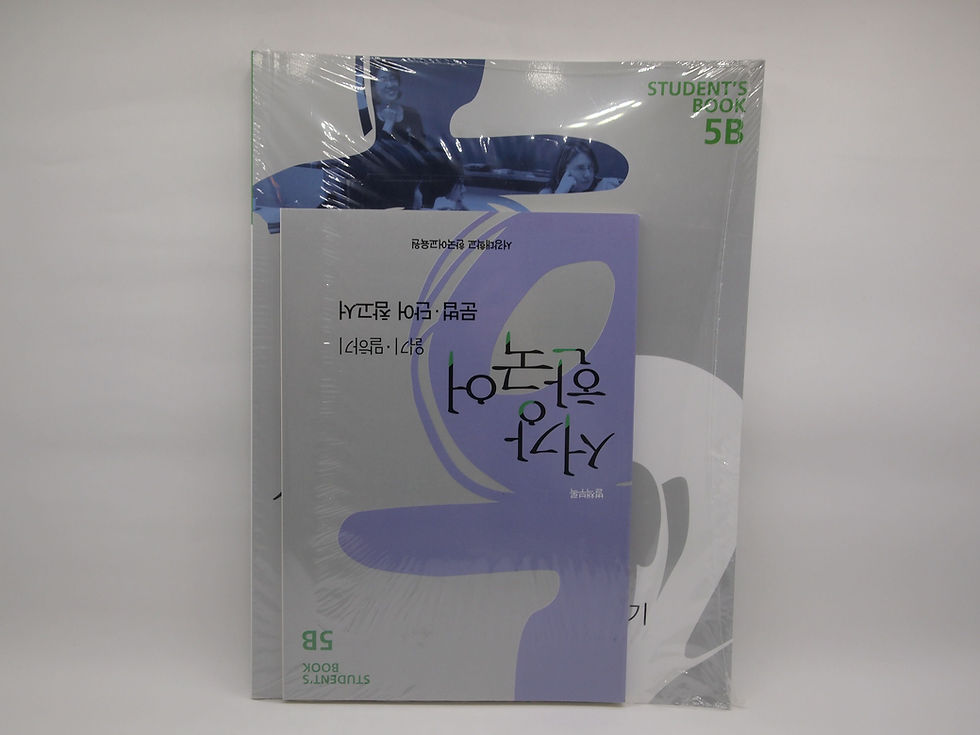 STUDENT'S
BOOK
5B
별책부록
서강
한국어
읽기·말하기
문법·단어 참고서
서강대학교 한국어교육원
STUDENT'S
BOOK
5B